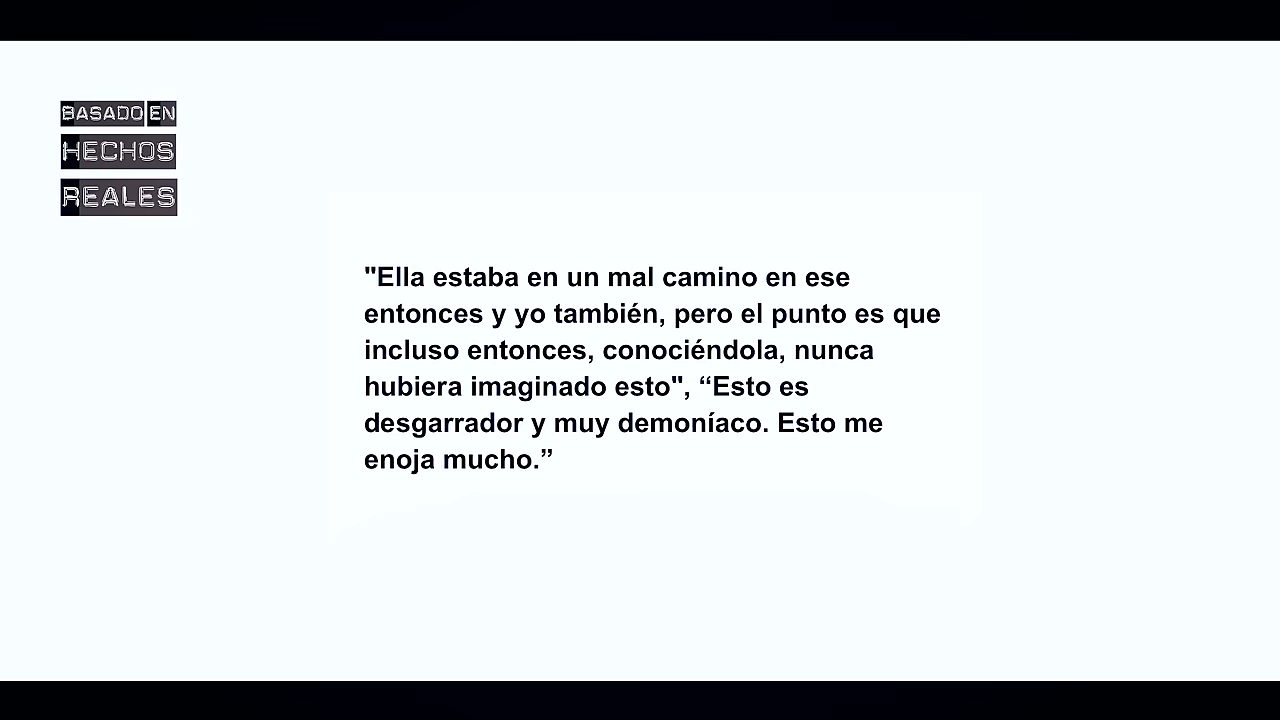 BASADO EN
HECHOS
REALES
"Ella estaba en un mal camino en ese
entonces y yo también, pero el punto es que
incluso entonces, conociéndola, nunca
hubiera imaginado esto", “Esto es
desgarrador y muy demoníaco. Esto me
enoja mucho.”